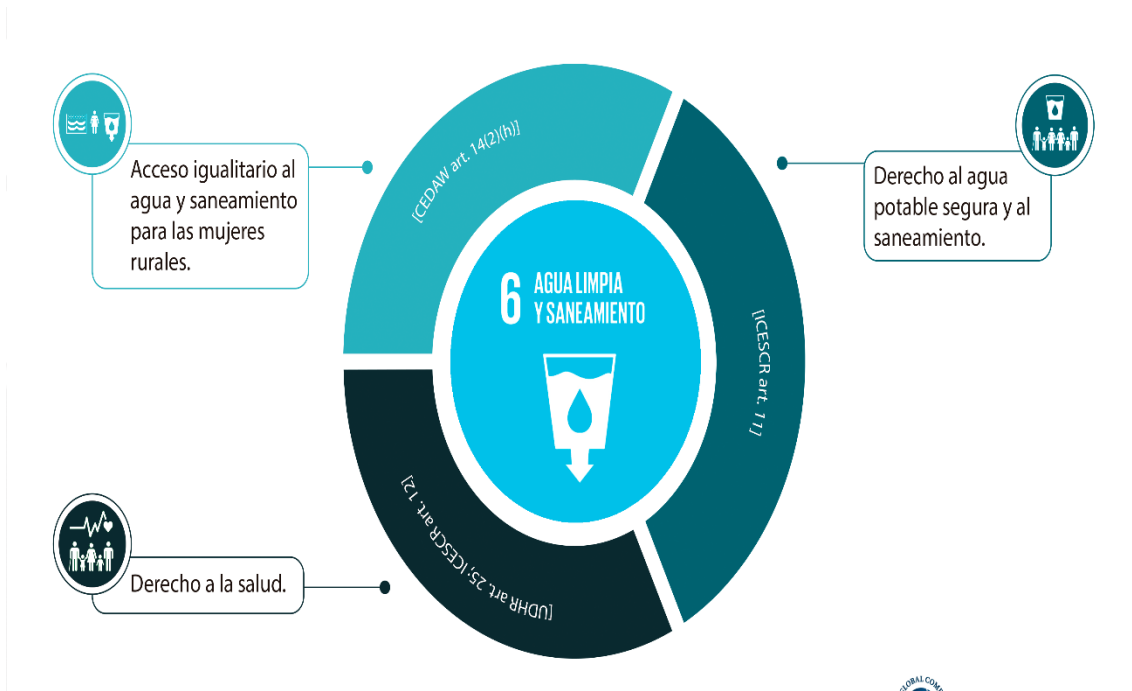 Acceso igualitario al
agua y saneamiento
para las mujeres
rurales.
[CEDAW art. 14(2)(h)]
Derecho al agua
potable segura y al
saneamiento.
[ICESCR art. 11]
6 AGUA LIMPIA
Y SANEAMIENTO
Derecho a la salud.
[UDHR art. 25; ICESCR art. 12]